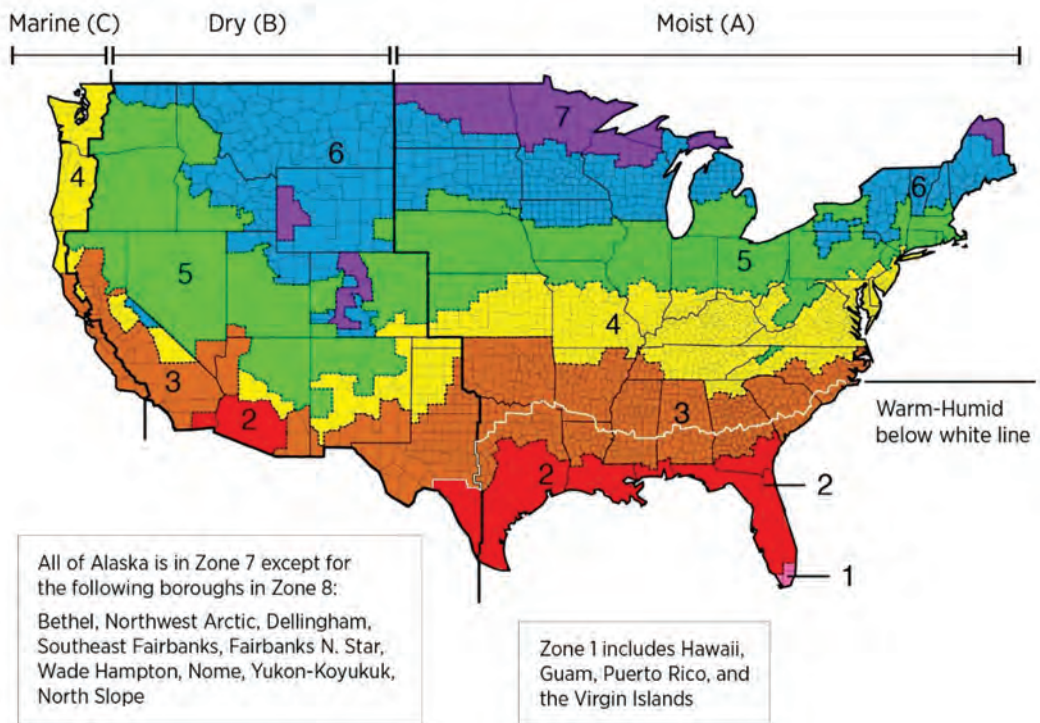 Marine (C)
Dry (B)
Moist (A)
7
6
6
4
5
5
4
3
3
2
Warm-Humid
below white line
2
2
1
All of Alaska is in Zone 7 except for
the following boroughs in Zone 8:
Bethel, Northwest Arctic, Dellingham,
Southeast Fairbanks, Fairbanks N. Star,
Wade Hampton, Nome, Yukon-Koyukuk,
North Slope
Zone 1 includes Hawaii,
Guam, Puerto Rico, and
the Virgin Islands